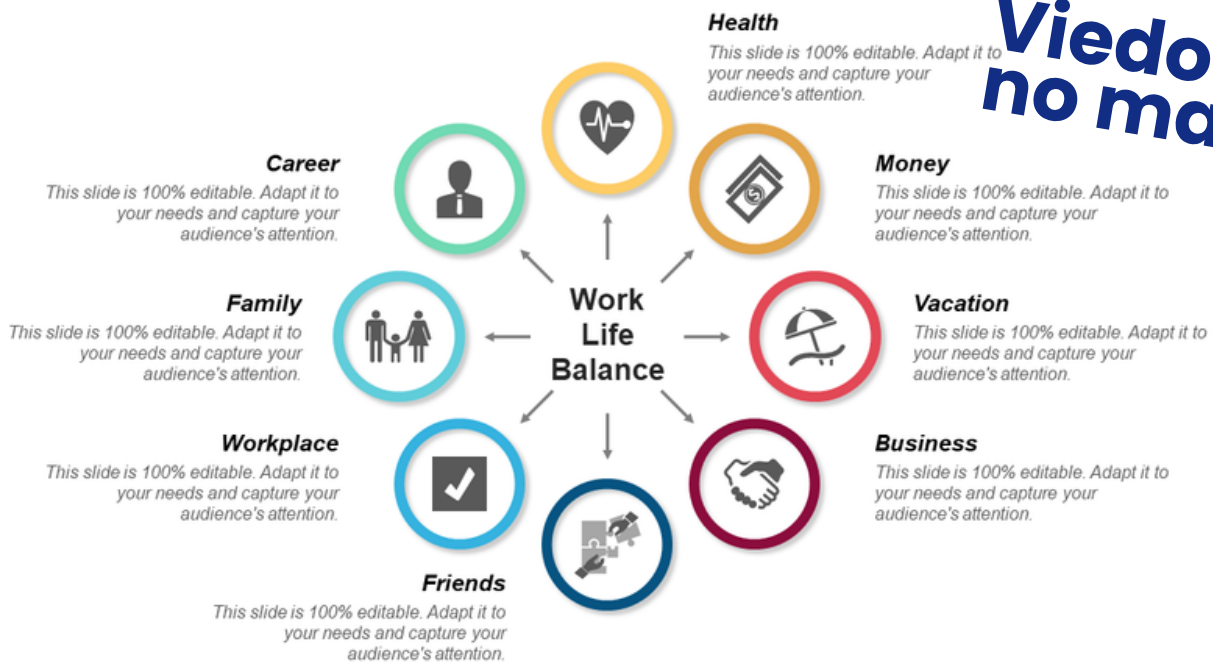 Health
This slide is 100% editable. Adapt it to
your needs and capture your
audience's attention.
Viedo
no ma
Career
This slide is 100% editable. Adapt it to
your needs and capture your
audience's attention.
Money
This slide is 100% editable. Adapt it to
your needs and capture your
audience's attention.
Family
This slide is 100% editable. Adapt it to
your needs and capture your
audience's attention.
Work
Life
Balance
Vacation
This slide is 100% editable. Adapt it to
your needs and capture your
audience's attention.
Workplace
This slide is 100% editable. Adapt it to
your needs and capture your
audience's attention.
Business
This slide is 100% editable. Adapt it to
your needs and capture your
audience's attention.
Friends
This slide is 100% editable. Adapt it to
your needs and capture your
audience's attention.